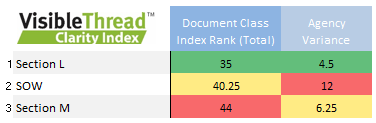 VisibleThread™
Clarity Index
Document Class
Index Rank (Total)
Agency
Variance
1 Section L 35 4.5
2 SOW 40.25 12
3 Section M 44 6.25